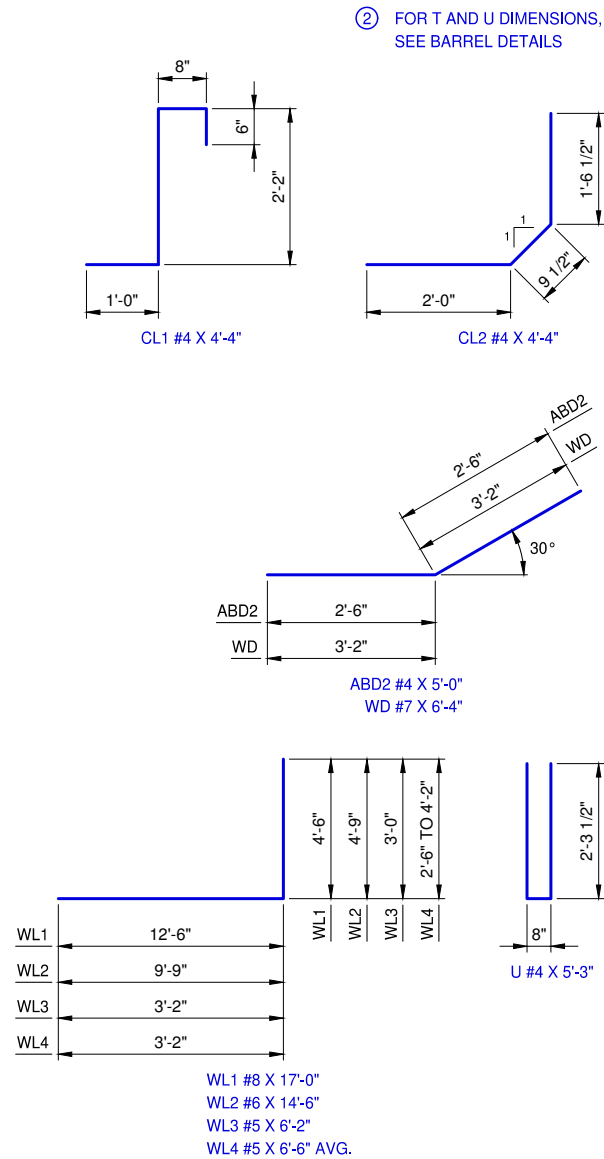 2 FOR T AND U DIMENSIONS,
SEE BARREL DETAILS
8"
6"
2'-2"
1'-0"
CL1 #4 X 4'-4"
1'-6 1/2"
1
1
9 1/2"
2'-0"
CL2 #4 X 4'-4"
ABD2
WD
2'-6"
3'-2"
30°
ABD2 2'-6"
WD 3'-2"
ABD2 #4 X 5'-0"
WD #7 X 6'-4"
4'-6"
4'-9"
3'-0"
2'-6" TO 4'-2"
WL1
WL2
WL3
WL4
WL1 12'-6"
WL2 9'-9"
WL3 3'-2"
WL4 3'-2"
WL1 #8 X 17'-0"
WL2 #6 X 14'-6"
WL3 #5 X 6'-2"
WL4 #5 X 6'-6" AVG.
2'-3 1/2"
8"
U #4 X 5'-3"